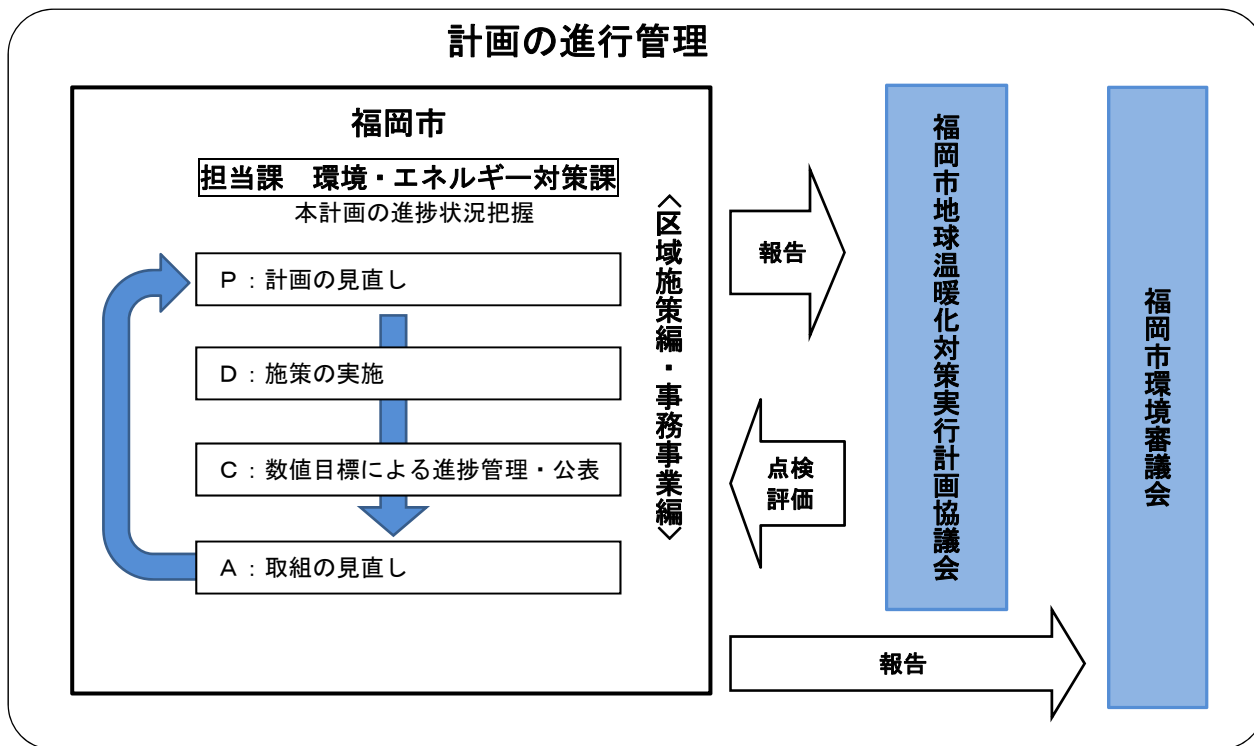 計画の進行管理
福岡市
担当課　環境・エネルギー対策課
本計画の進捗状況把握
P：計画の見直し
D：施策の実施
C：数値目標による進捗管理・公表
A：取組の見直し
〈区域施策編・事務事業編〉
報告
点検
評価
報告
福岡市地球温暖化対策実行計画協議会
福岡市環境審議会